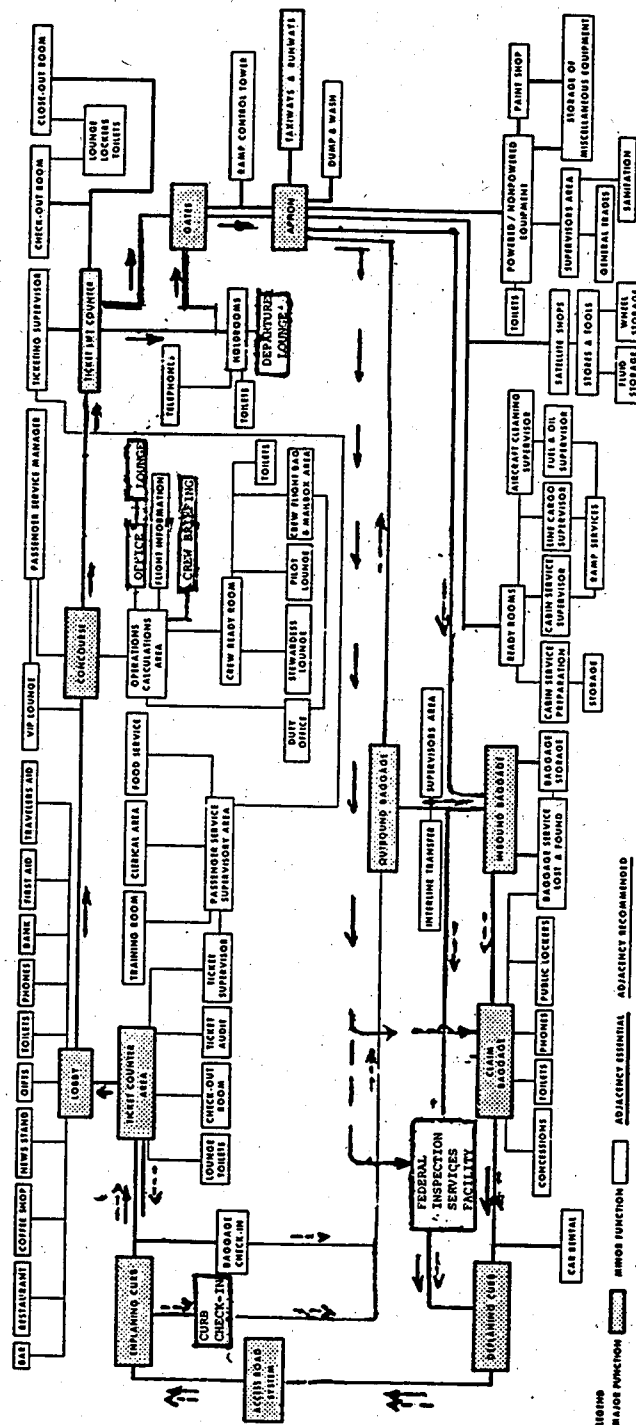 BAR
RESTAURANT
COFFEE SHOP
NEWS STAND
GIFTS
TOILETS
PHONES
BANK
FIRST AID
TRAVELERS AID
VIP LOUNGE
PASSENGER SERVICE MANAGER
TICKETING SUPERVISOR
CHECK-OUT ROOM
CLOSE-OUT ROOM
LOUNGE
LOCKERS
TOILETS
LOBBY
CONCOURSE
TICKET LIFT COUNTER
ENPLANING CURB
TICKET COUNTER
AREA
TRAINING ROOM
CLERICAL AREA
FOOD SERVICE
OPERATIONS
CALCULATIONS
AREA
OFFICE
LOUNGE
FLIGHT INFORMATION
CREW BRIEFING
TELEPHONES
TOILETS
HOLDROOMS
DEPARTURE
LOUNGE
GATES
RAMP CONTROL TOWER
CURB
CHECK-IN
BAGGAGE
CHECK-IN
LOUNGE
TOILETS
CHECK-OUT
ROOM
TICKET
AUDIT
TICKET
SUPERVISOR
PASSENGER SERVICE
SUPERVISORY AREA
DUTY
OFFICE
CREW READY ROOM
STEWARDESS
LOUNGE
PILOT
LOUNGE
TOILETS
CREW FLIGHT BAG
& MAILBOX AREA
APRON
TAXIWAYS & RUNWAYS
DUMP & WASH
ACCESS ROAD
SYSTEM
OUTBOUND BAGGAGE
INTERLINE TRANSFER
SUPERVISORS AREA
FEDERAL
INSPECTION
SERVICES
FACILITY
DEPLANING CURB
CLAIM
BAGGAGE
INBOUND BAGGAGE
CAR RENTAL
CONCESSIONS
TOILETS
PHONES
PUBLIC LOCKERS
BAGGAGE SERVICE
LOST & FOUND
BAGGAGE
STORAGE
READY ROOMS
AIRCRAFT CLEANING
SUPERVISOR
CABIN SERVICE
PREPARATION
STORAGE
CABIN SERVICE
SUPERVISOR
LINE CARGO
SUPERVISOR
FUEL & OIL
SUPERVISOR
RAMP SERVICES
SATELLITE SHOPS
STORES & TOOLS
FLUID
STORAGE
WHEEL
STORAGE
TOILETS
POWERED / NONPOWERED
EQUIPMENT
PAINT SHOP
SUPERVISORS AREA
GENERAL TRADES
SANITATION
STORAGE OF
MISCELLANEOUS EQUIPMENT
LEGEND
MAJOR FUNCTION
MINOR FUNCTION
ADJACENCY ESSENTIAL
ADJACENCY RECOMMENDED